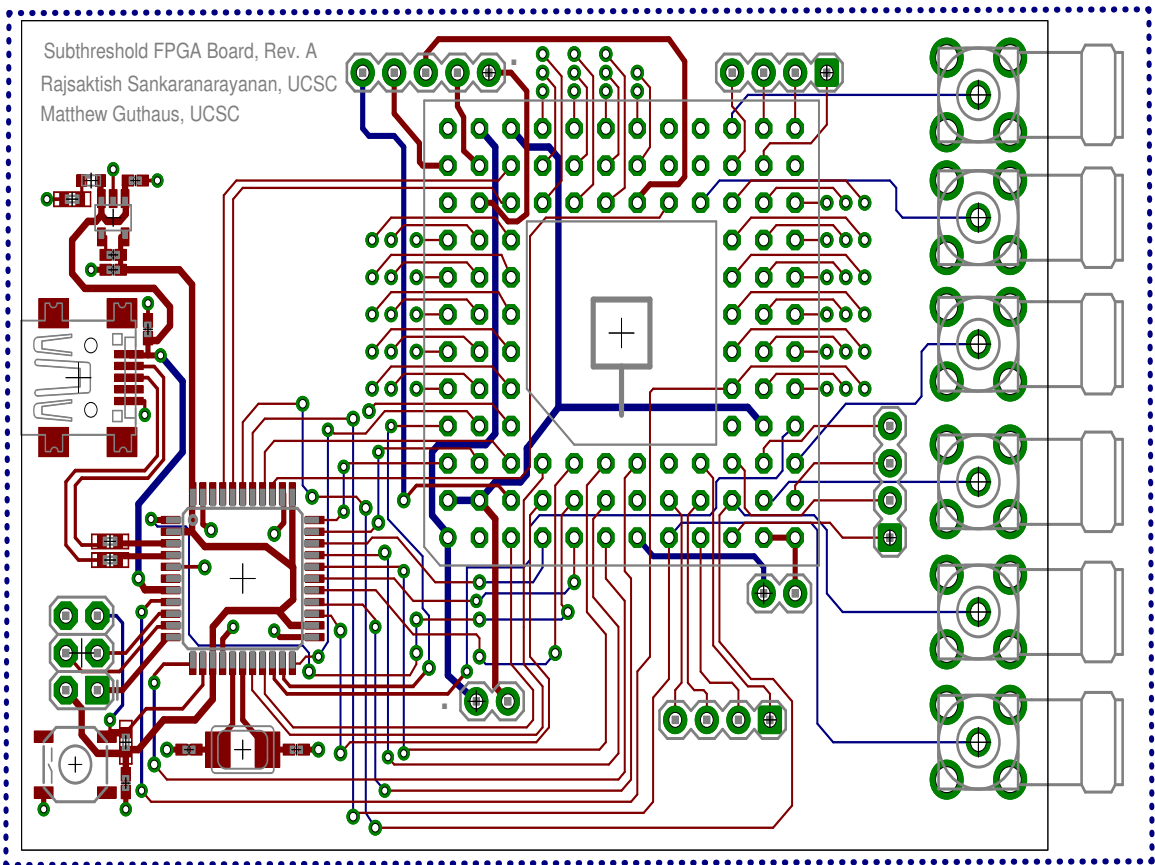 Subthreshold FPGA Board, Rev. A
Rajsaktish Sankaranarayanan, UCSC
Matthew Guthaus, UCSC